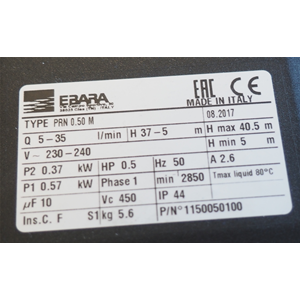 EBARA
EAC CE
08.2017
MADE IN ITALY
TYPE PRN 0.50 M
Q 5-35 l/min H 37-5 m H max 40.5 m
V~ 230-240 H min 5 m
P2 0.37 kW HP 0.5 Hz 50 A 2.6
P1 0.57 kW Phase 1 min⁻¹ 2850 Tmax liquid 80°C
µF 10 Vc 450 IP 44
Ins.C. F S1 kg 5.6 P/N°1150050100